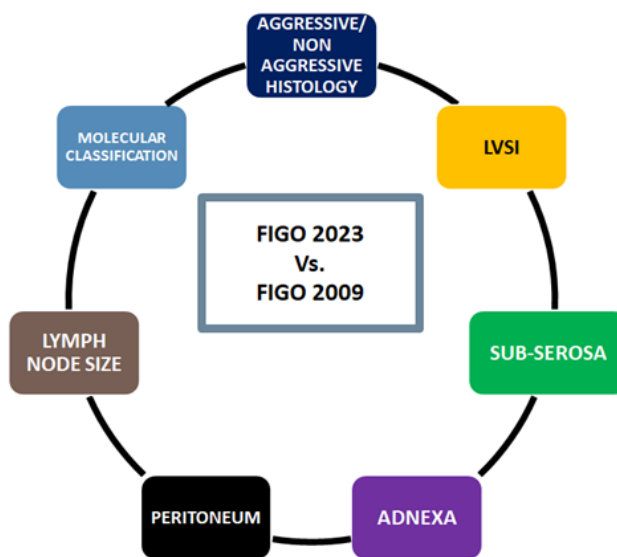 AGGRESSIVE/
NON
AGGRESSIVE
HISTOLOGY
MOLECULAR
CLASSIFICATION
LVSI
FIGO 2023
Vs.
FIGO 2009
LYMPH
NODE SIZE
SUB-SEROSA
PERITONEUM
ADNEXA